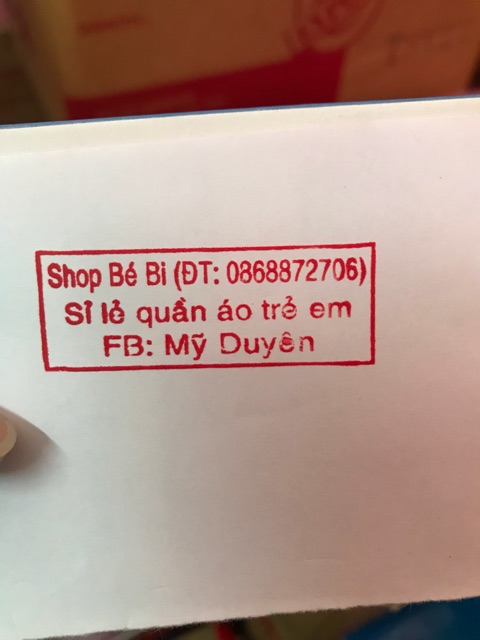 Shop Bé Bi (ĐT: 0868872706)
Sỉ lẻ quần áo trẻ em
FB: Mỹ Duyên